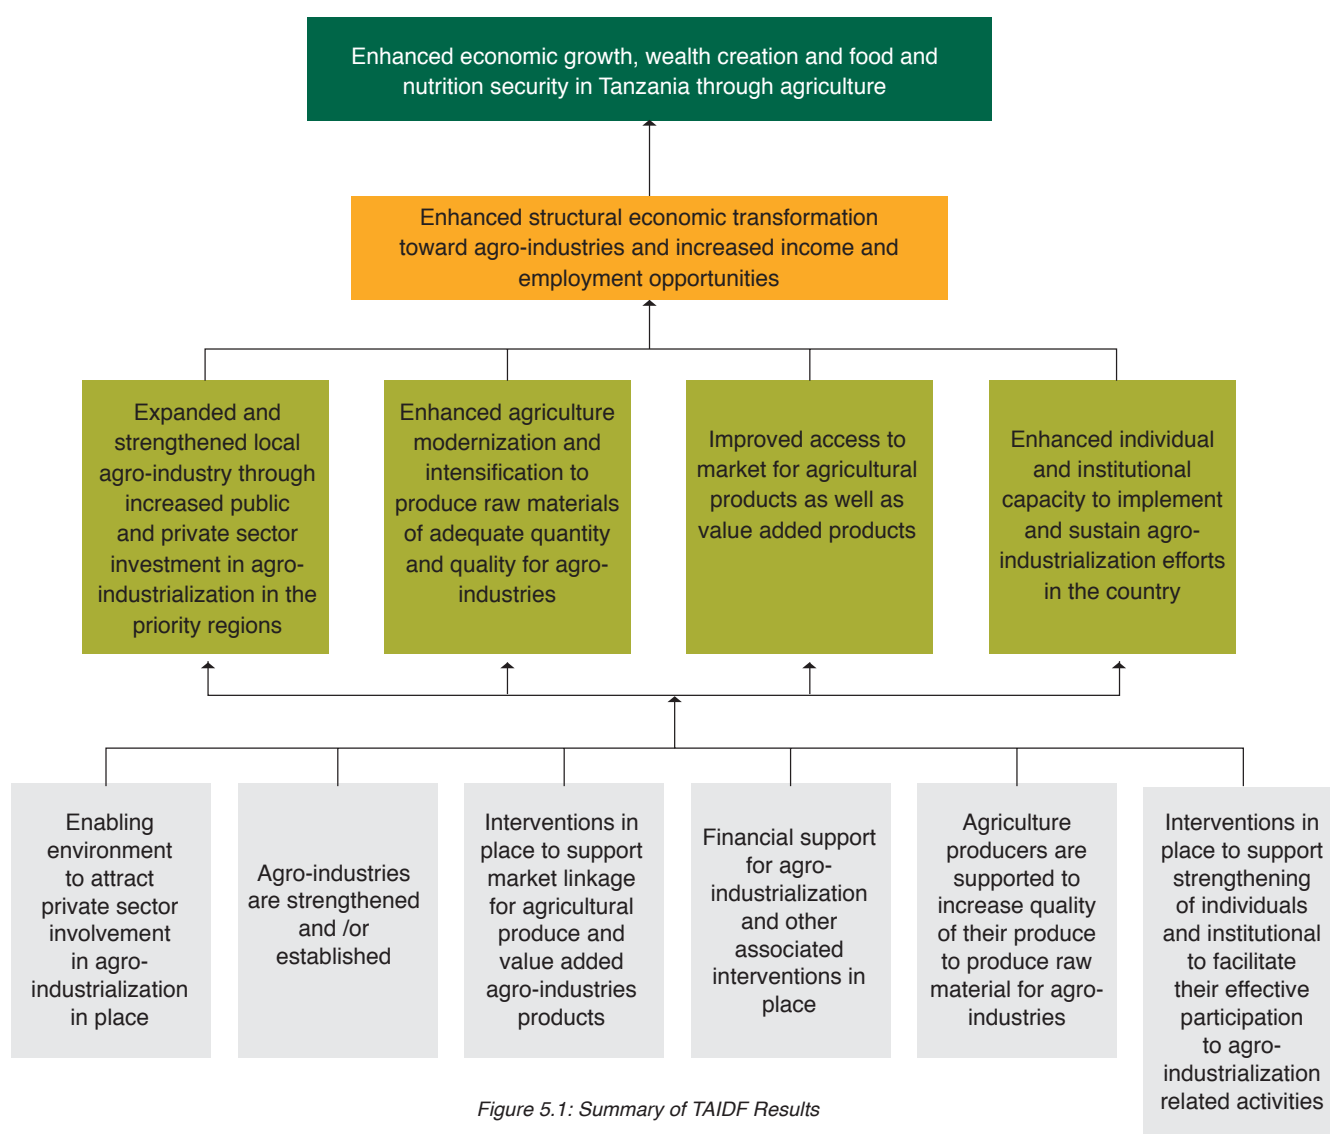 Enhanced economic growth, wealth creation and food and
nutrition security in Tanzania through agriculture
Enhanced structural economic transformation
toward agro-industries and increased income and
employment opportunities
Expanded and
strengthened local
agro-industry through
increased public
and private sector
investment in agro-
industrialization in the
priority regions
Enhanced agriculture
modernization and
intensification to
produce raw materials
of adequate quantity
and quality for agro-
industries
Improved access to
market for agricultural
products as well as
value added products
Enhanced individual
and institutional
capacity to implement
and sustain agro-
industrialization efforts
in the country
Enabling
environment
to attract
private sector
involvement
in agro-
industrialization
in place
Agro-industries
are strengthened
and /or
established
Interventions in
place to support
market linkage
for agricultural
produce and
value added
agro-industries
products
Financial support
for agro-
industrialization
and other
associated
interventions in
place
Agriculture
producers are
supported to
increase quality
of their produce
to produce raw
material for agro-
industries
Interventions in
place to support
strengthening
of individuals
and institutional
to facilitate
their effective
participation
to agro-
industrialization
related activities
Figure 5.1: Summary of TAIDF Results